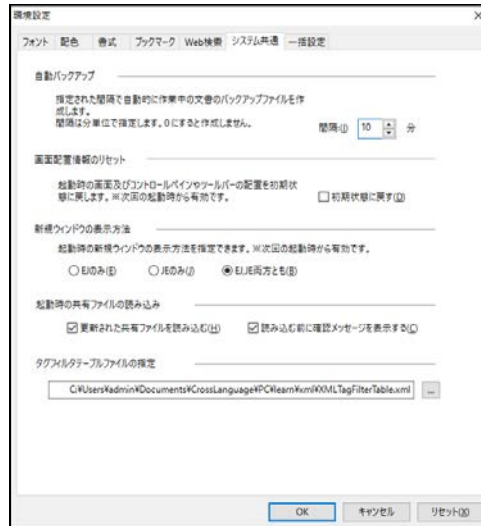 環境設定
フォント 配色 書式 ブックマーク Web検索 システム共通 一括設定
自動バックアップ
指定された間隔で自動的に作業中の文書のバックアップファイルを作
成します。
間隔は分単位で指定します。0にすると作成しません。
間隔:(I) 10 分
画面配置情報のリセット
起動時の画面及びコントロールペインやツールバーの配置を初期状
態に戻します。※次回の起動時から有効です。
初期状態に戻す(D)
新規ウィンドウの表示方法
起動時の新規ウィンドウの表示方法を指定できます。※次回の起動時から有効です。
EJのみ(E) JEのみ(J) EJ,JE両方とも(B)
起動時の共有ファイルの読み込み
更新された共有ファイルを読み込む(H) 読み込む前に確認メッセージを表示する(C)
タグフィルタテーブルファイルの指定
C:¥Users¥admin¥Documents¥CrossLanguage¥PC¥learn¥xml¥XMLTagFilterTable.xml ...
OK キャンセル リセット(X)